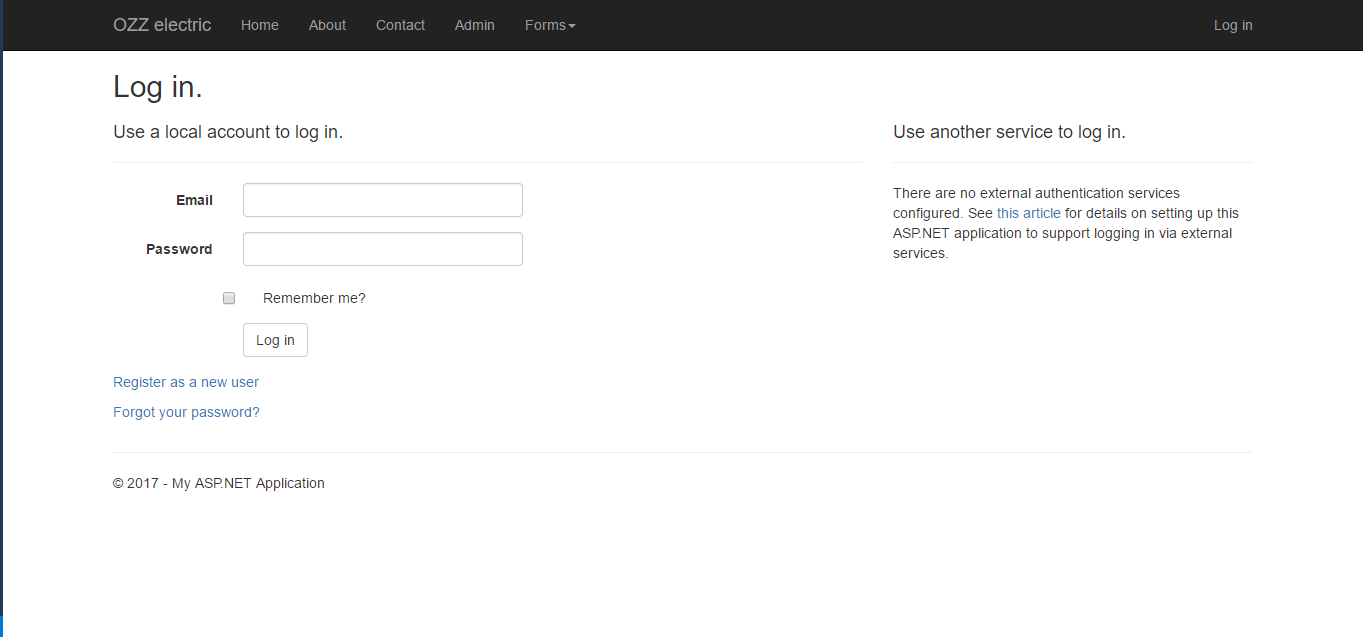 OZZ electric Home About Contact Admin Forms Log in
Log in.
Use a local account to log in.
Email
Password
Remember me?
Log in
Register as a new user
Forgot your password?
Use another service to log in.
There are no external authentication services
configured. See this article for details on setting up this
ASP.NET application to support logging in via external
services.
© 2017 - My ASP.NET Application